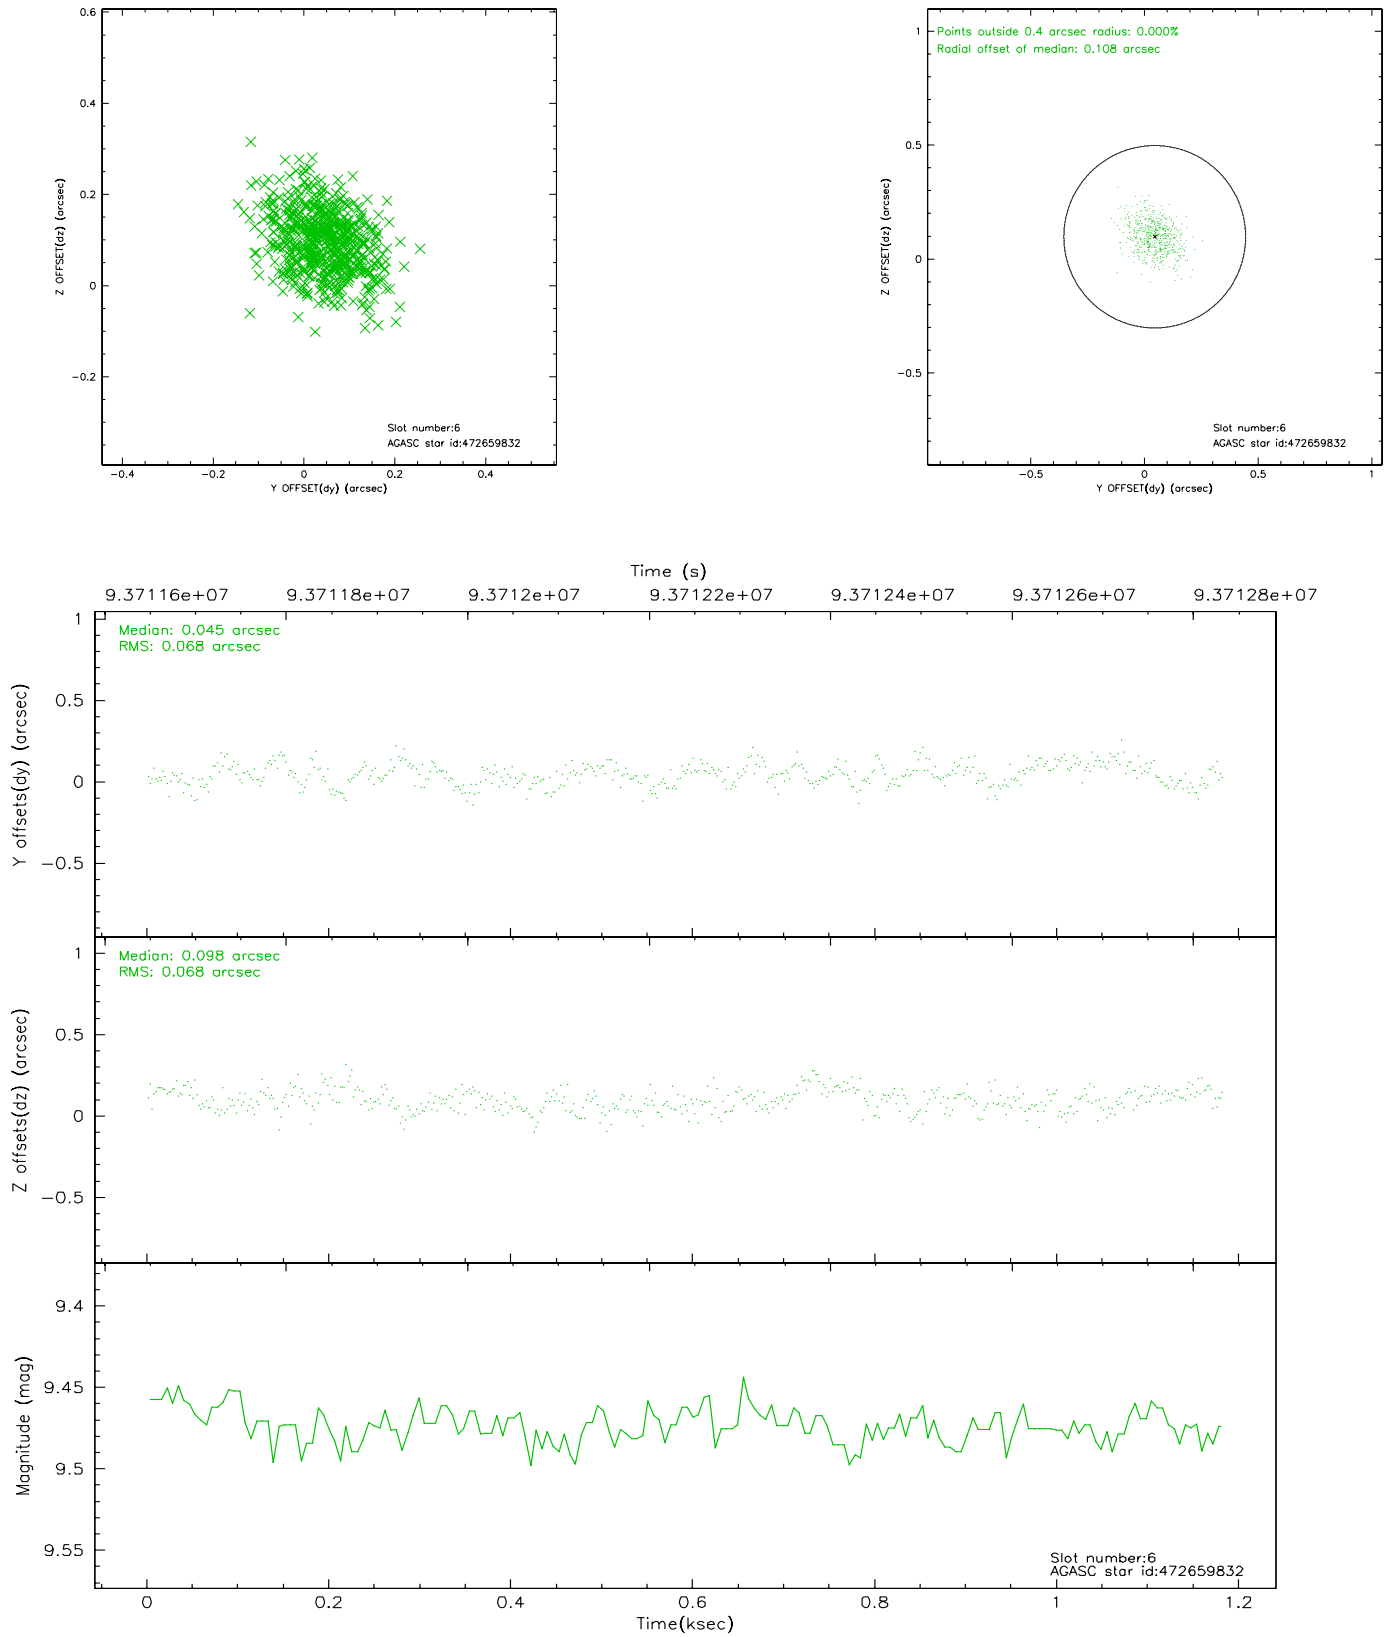 0.6
0.4
0.2
0
−0.2
Z OFFSET(dz) (arcsec)
Slot number:6
AGASC star id:472659832
−0.4 −0.2 0 0.2 0.4
Y OFFSET(dy) (arcsec)
Points outside 0.4 arcsec radius: 0.000%
Radial offset of median: 0.108 arcsec
1
0.5
0
−0.5
Z OFFSET(dz) (arcsec)
Slot number:6
AGASC star id:472659832
−0.5 0 0.5 1
Y OFFSET(dy) (arcsec)
Time (s)
9.37116e+07 9.37118e+07 9.3712e+07 9.37122e+07 9.37124e+07 9.37126e+07 9.37128e+07
Median: 0.045 arcsec
RMS: 0.068 arcsec
1
0.5
0
−0.5
Y offsets(dy) (arcsec)
Median: 0.098 arcsec
RMS: 0.068 arcsec
1
0.5
0
−0.5
Z offsets(dz) (arcsec)
9.4
9.45
9.5
9.55
Magnitude (mag)
Slot number:6
AGASC star id:472659832
0 0.2 0.4 0.6 0.8 1 1.2
Time(ksec)